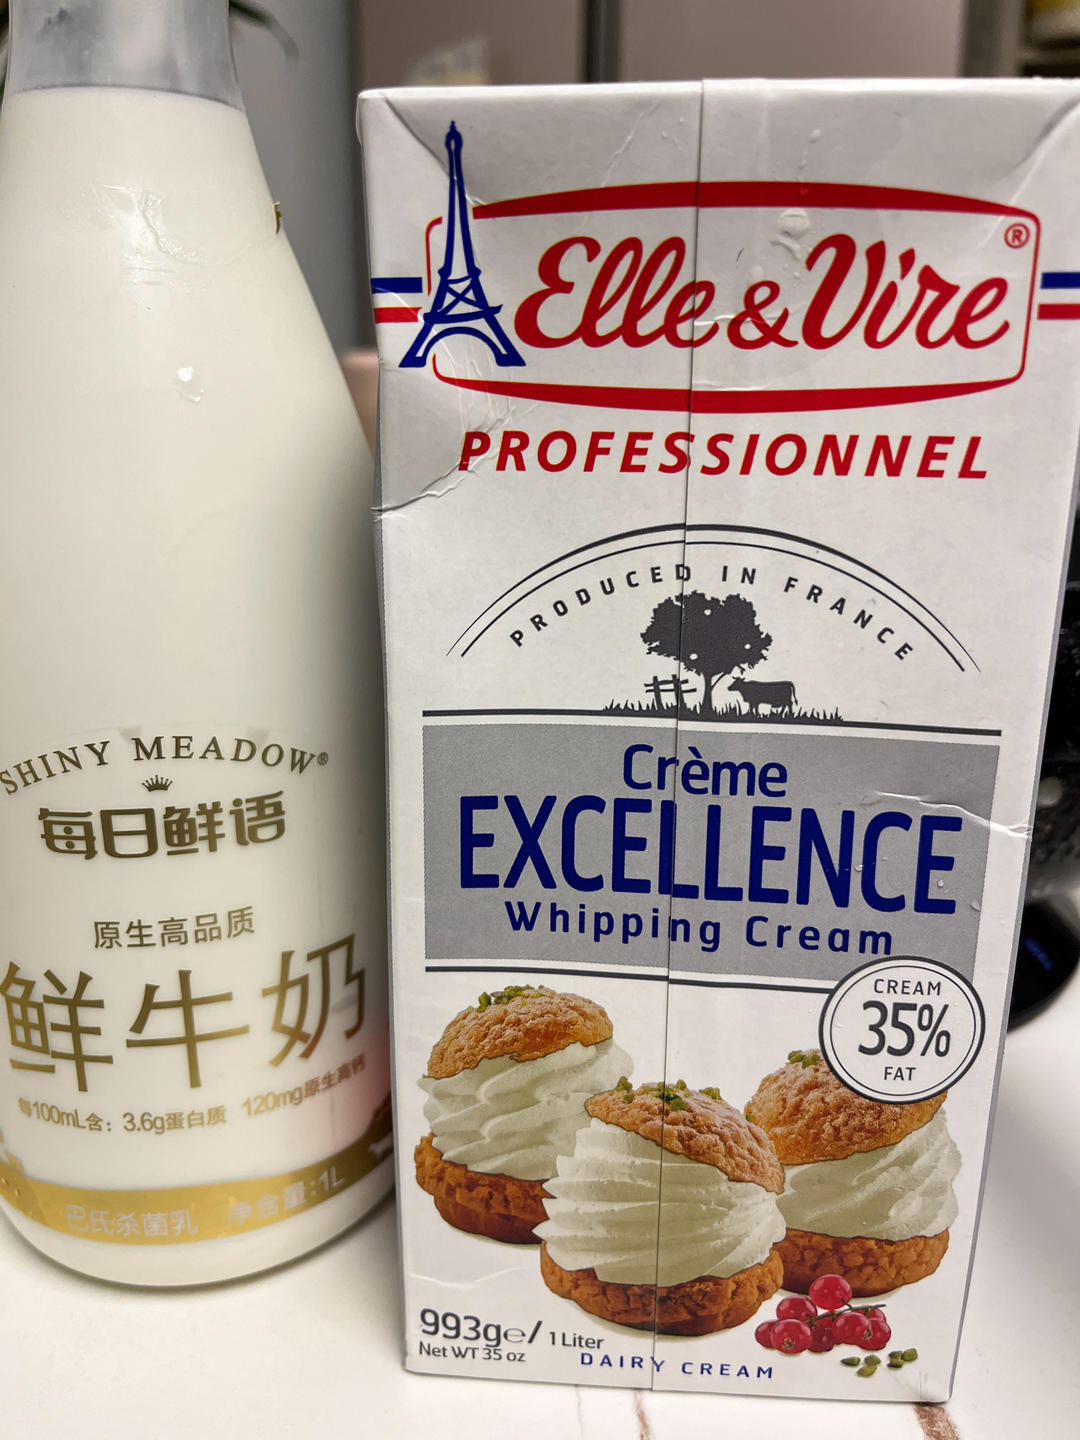 SHINY MEADOW®
每日鲜语
原生高品质
鲜牛奶
每100mL含：3.6g蛋白质 120mg原生高钙
巴氏杀菌乳 净含量:1L
Elle&Vire®
PROFESSIONNEL
PRODUCED IN FRANCE
Crème
EXCELLENCE
Whipping Cream
CREAM
35%
FAT
993g℮/ 1 Liter
Net WT 35 oz
DAIRY CREAM